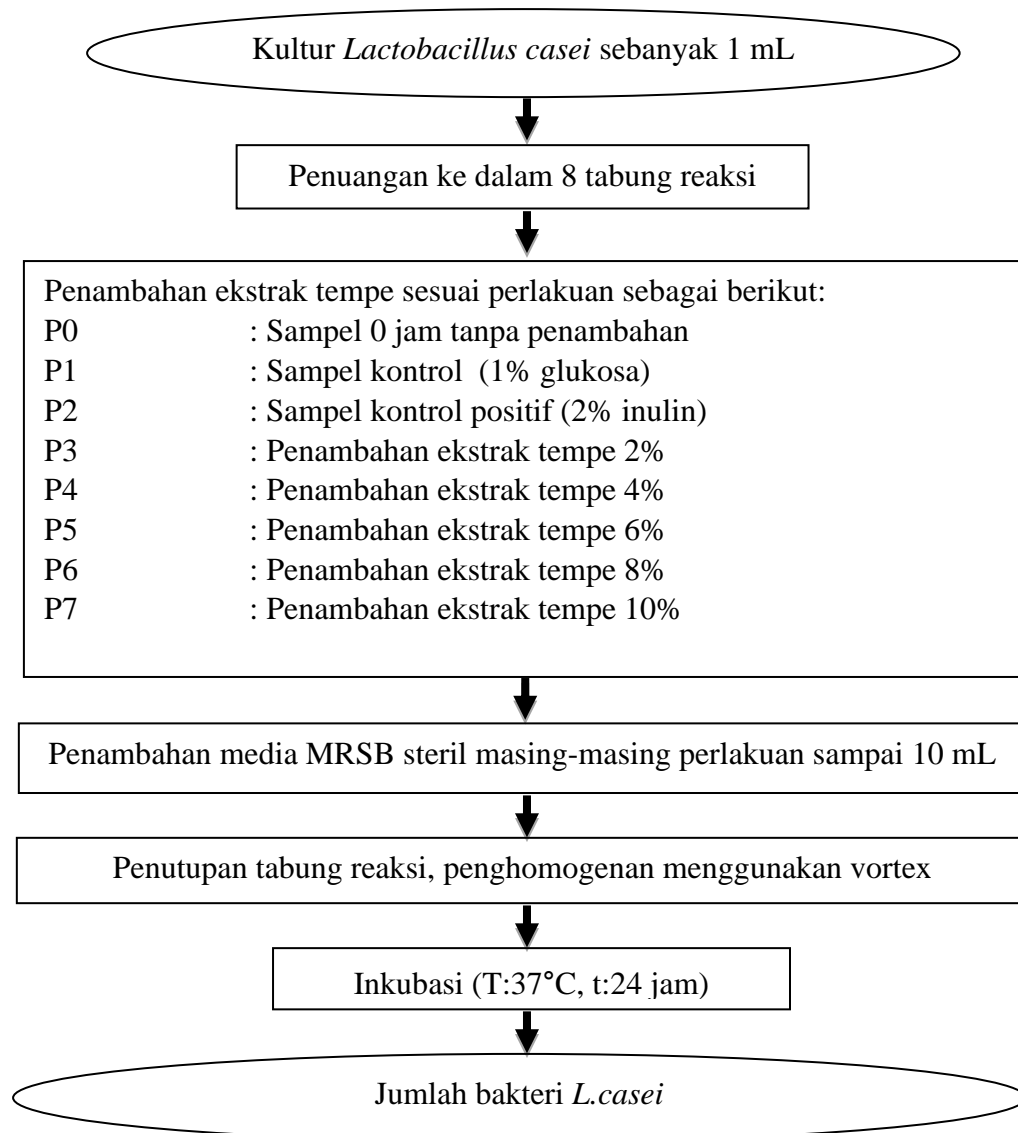 Kultur Lactobacillus casei sebanyak 1 mL
Penuangan ke dalam 8 tabung reaksi
Penambahan ekstrak tempe sesuai perlakuan sebagai berikut:
P0 : Sampel 0 jam tanpa penambahan
P1 : Sampel kontrol (1% glukosa)
P2 : Sampel kontrol positif (2% inulin)
P3 : Penambahan ekstrak tempe 2%
P4 : Penambahan ekstrak tempe 4%
P5 : Penambahan ekstrak tempe 6%
P6 : Penambahan ekstrak tempe 8%
P7 : Penambahan ekstrak tempe 10%
Penambahan media MRSB steril masing-masing perlakuan sampai 10 mL
Penutupan tabung reaksi, penghomogenan menggunakan vortex
Inkubasi (T:37°C, t:24 jam)
Jumlah bakteri L.casei